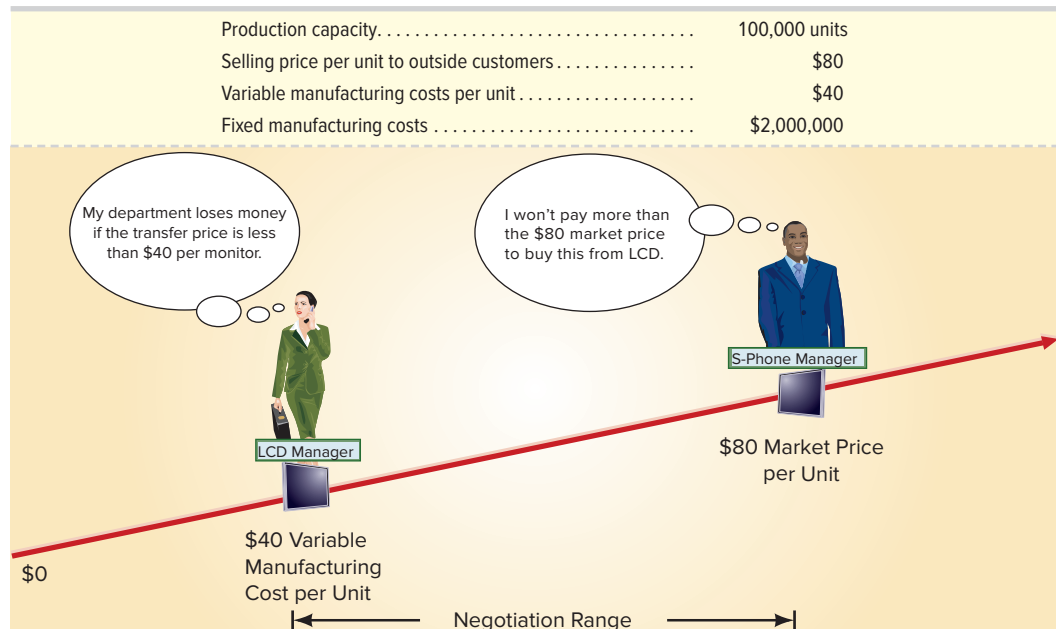 Production capacity. . . . . . . . . . . . . . . . . . . . . . . . . . . . . . . . . . 100,000 units
Selling price per unit to outside customers . . . . . . . . . . . . . . . $80
Variable manufacturing costs per unit . . . . . . . . . . . . . . . . . . . $40
Fixed manufacturing costs . . . . . . . . . . . . . . . . . . . . . . . . . . . . $2,000,000
My department loses money
if the transfer price is less
than $40 per monitor.
I won’t pay more than
the $80 market price
to buy this from LCD.
S-Phone Manager
LCD Manager
$80 Market Price
per Unit
$40 Variable
Manufacturing
Cost per Unit
$0
Negotiation Range